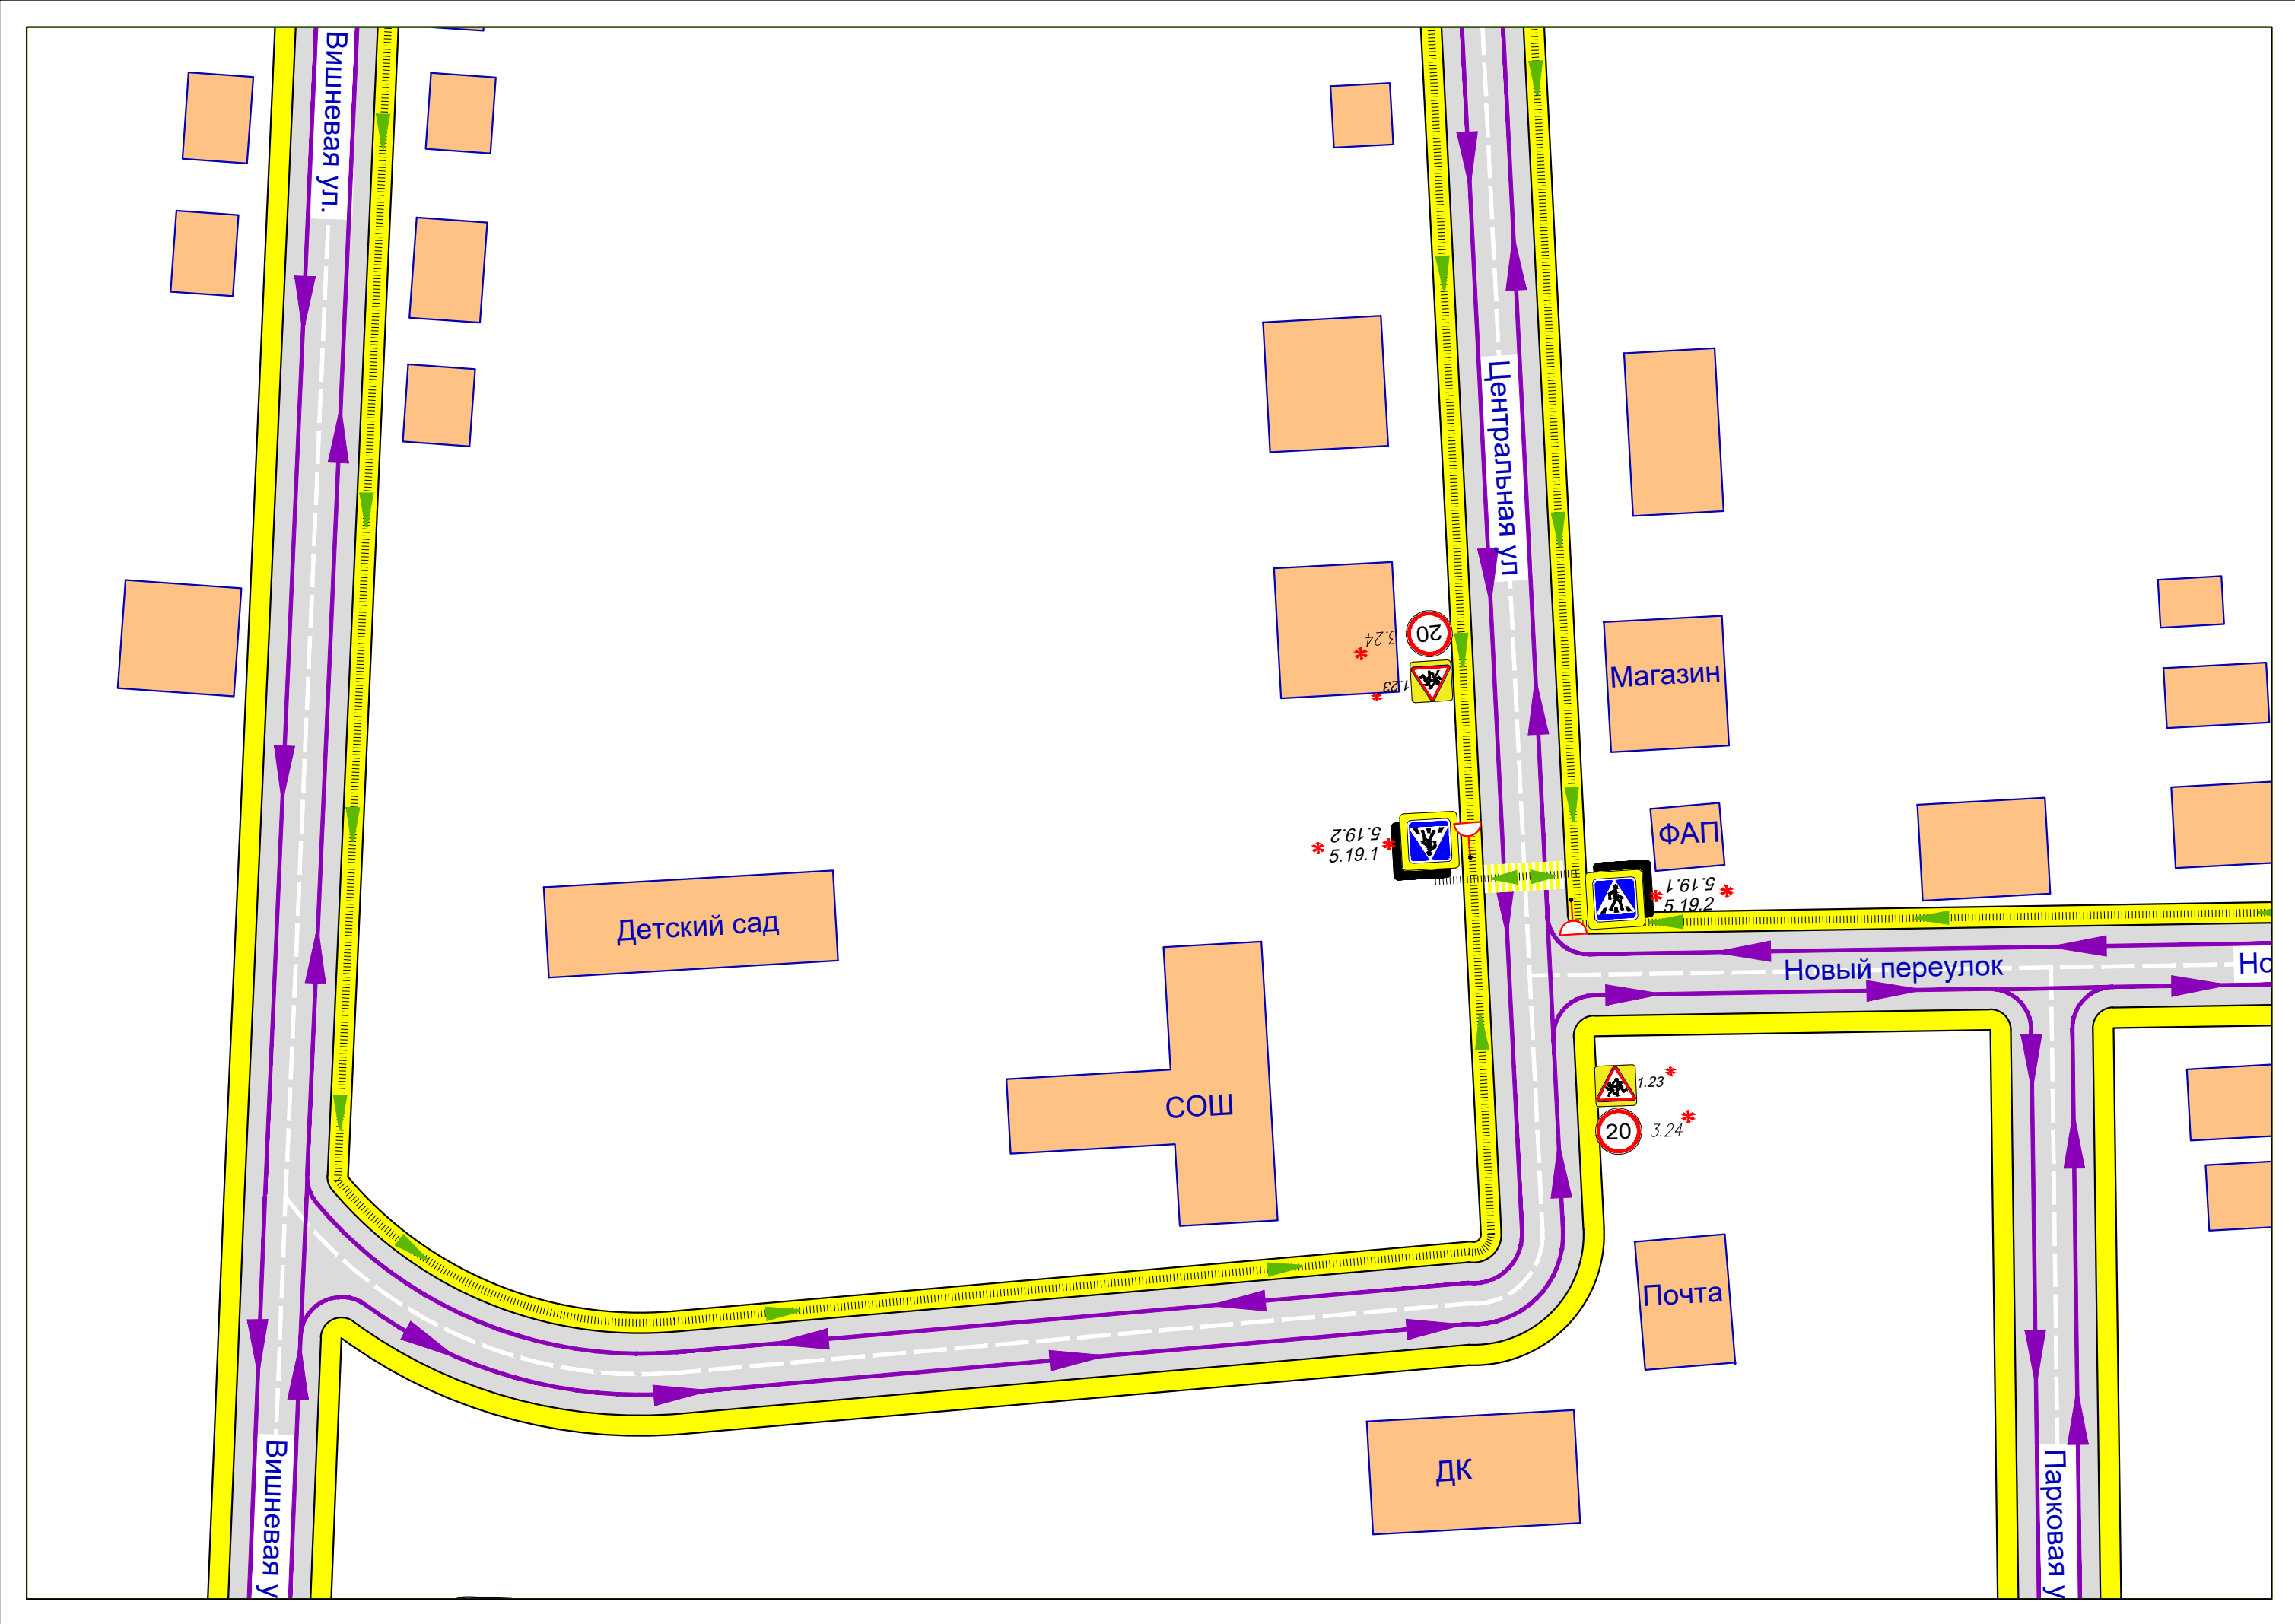 Вишневая ул.
Центральная ул
20
3.24
*
1.23
*
Магазин
5.19.2
* 5.19.1 *
ФАП
* 5.19.1 *
5.19.2
Детский сад
Новый переулок
Но
СОШ
1.23 *
20 3.24 *
Почта
ДК
Вишневая у
Парковая у